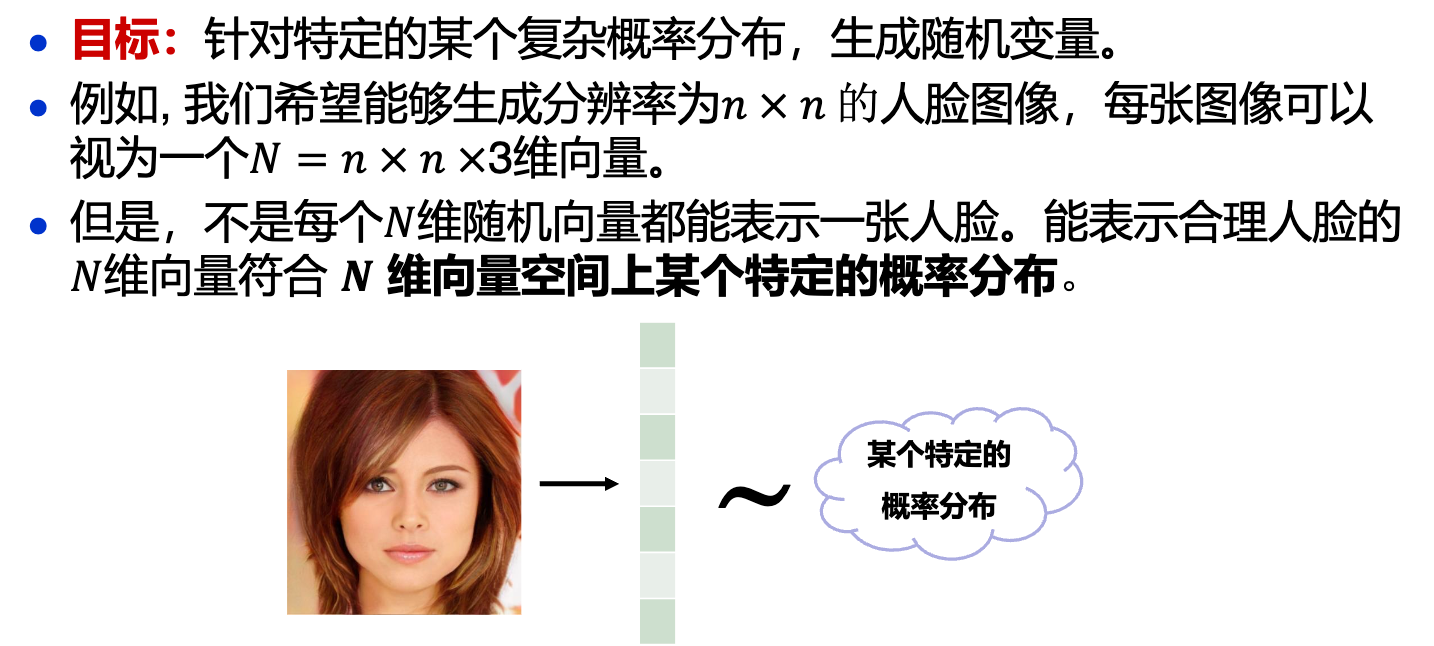 • 目标：针对特定的某个复杂概率分布，生成随机变量。
• 例如, 我们希望能够生成分辨率为n × n 的人脸图像，每张图像可以
视为一个N = n × n ×3维向量。
• 但是，不是每个N维随机向量都能表示一张人脸。能表示合理人脸的
N维向量符合 N 维向量空间上某个特定的概率分布。
~
某个特定的
概率分布